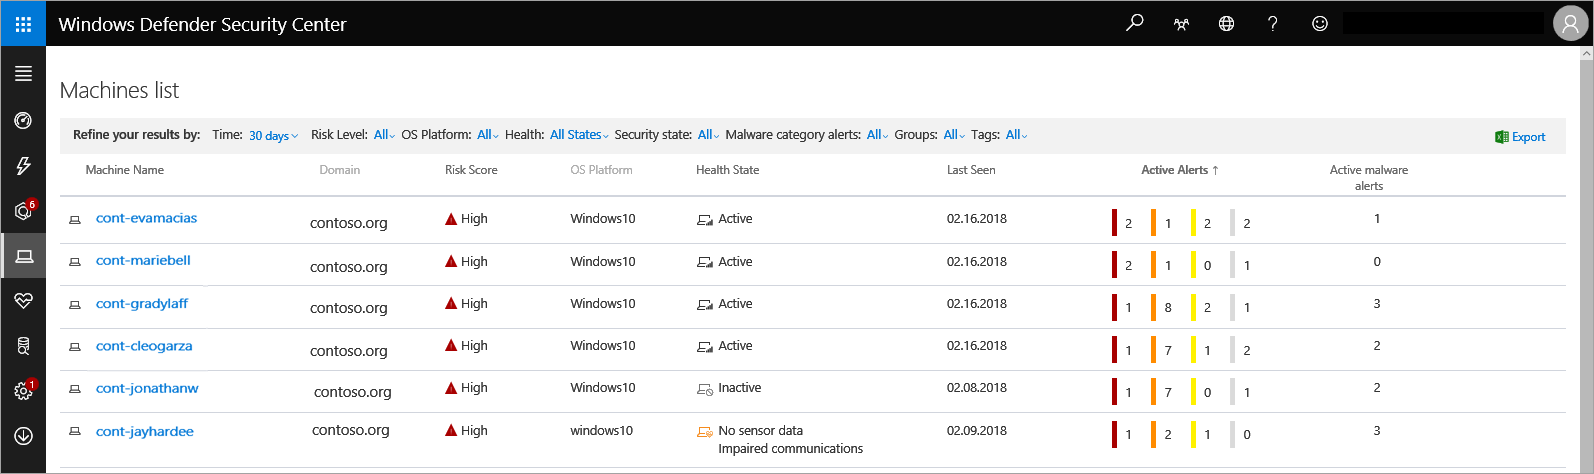 Windows Defender Security Center
Machines list
Refine your results by: Time: 30 days Risk Level: All OS Platform: All Health: All States Security state: All Malware category alerts: All Groups: All Tags: All Export
Machine Name Domain Risk Score OS Platform Health State Last Seen Active Alerts ↑ Active malware
alerts
cont-evamacias contoso.org High Windows10 Active 02.16.2018 2 1 2 2 1
6
cont-mariebell contoso.org High Windows10 Active 02.16.2018 2 1 0 1 0
cont-gradylaff contoso.org High Windows10 Active 02.16.2018 1 8 2 1 3
cont-cleogarza contoso.org High Windows10 Active 02.16.2018 1 7 1 2 2
1
cont-jonathanw contoso.org High Windows10 Inactive 02.08.2018 1 7 0 1 2
cont-jayhardee contoso.org High windows10 No sensor data 02.09.2018 1 2 1 0 3
Impaired communications